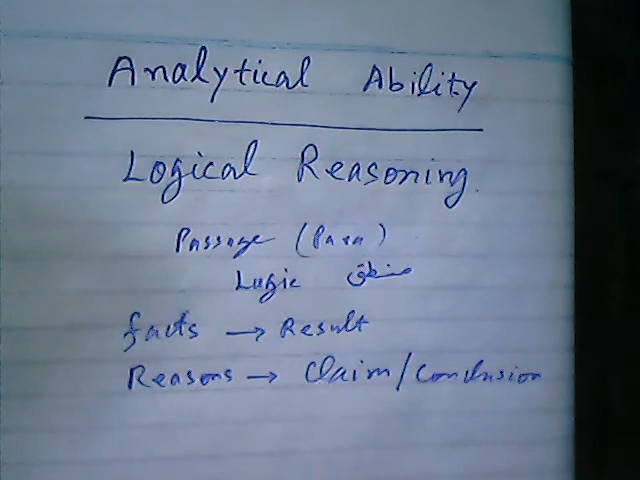 Analytical Ability
Logical Reasoning.
Passage (Para)
Logic منطق
facts → Result
Reasons → Claim/Conclusion